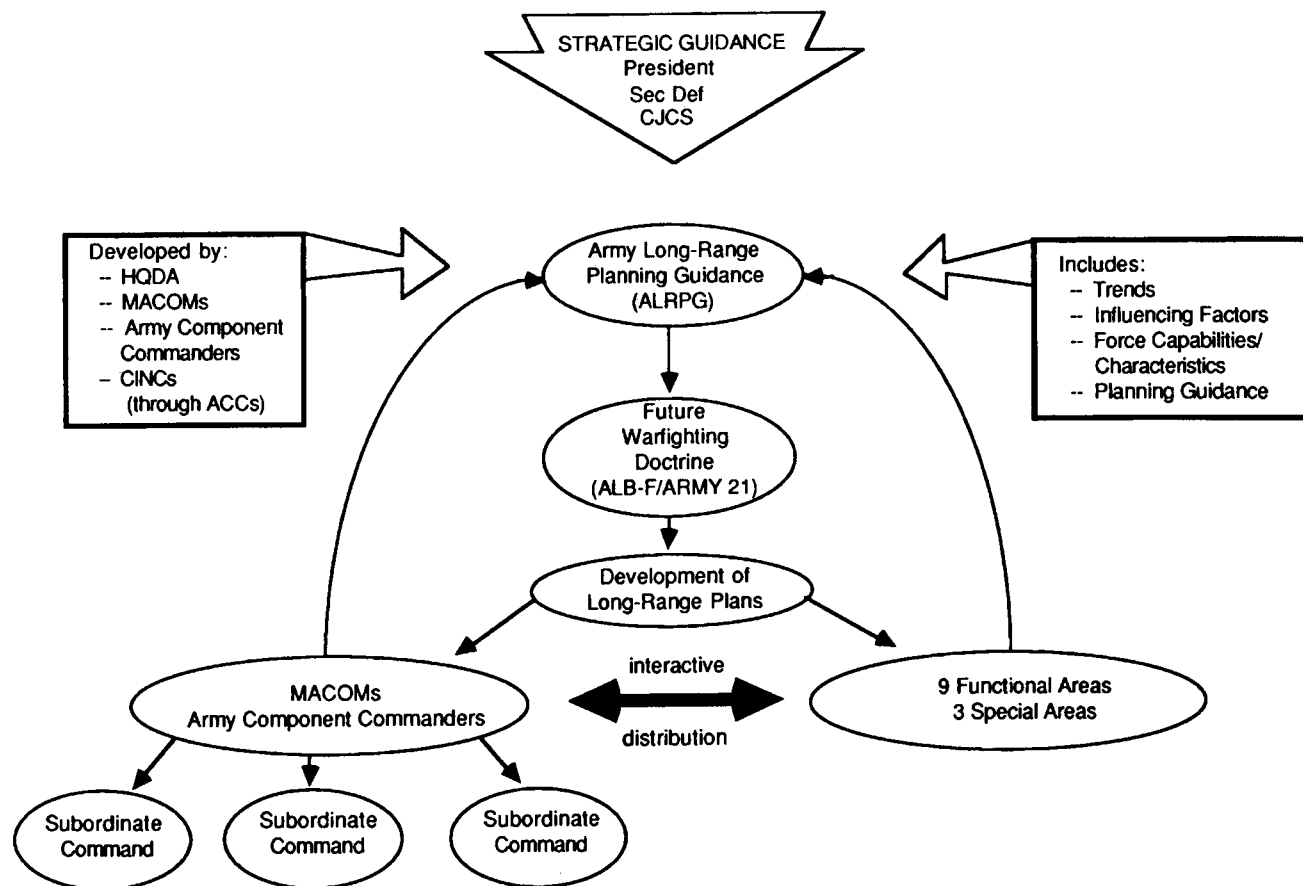 STRATEGIC GUIDANCE
President
Sec Def
CJCS
Developed by:
-- HQDA
-- MACOMs
-- Army Component
Commanders
– CINCs
(through ACCs)
Army Long-Range
Planning Guidance
(ALRPG)
Includes:
-- Trends
-- Influencing Factors
-- Force Capabilities/
Characteristics
-- Planning Guidance
Future
Warfighting
Doctrine
(ALB-F/ARMY 21)
Development of
Long-Range Plans
MACOMs
Army Component Commanders
interactive
distribution
9 Functional Areas
3 Special Areas
Subordinate
Command
Subordinate
Command
Subordinate
Command